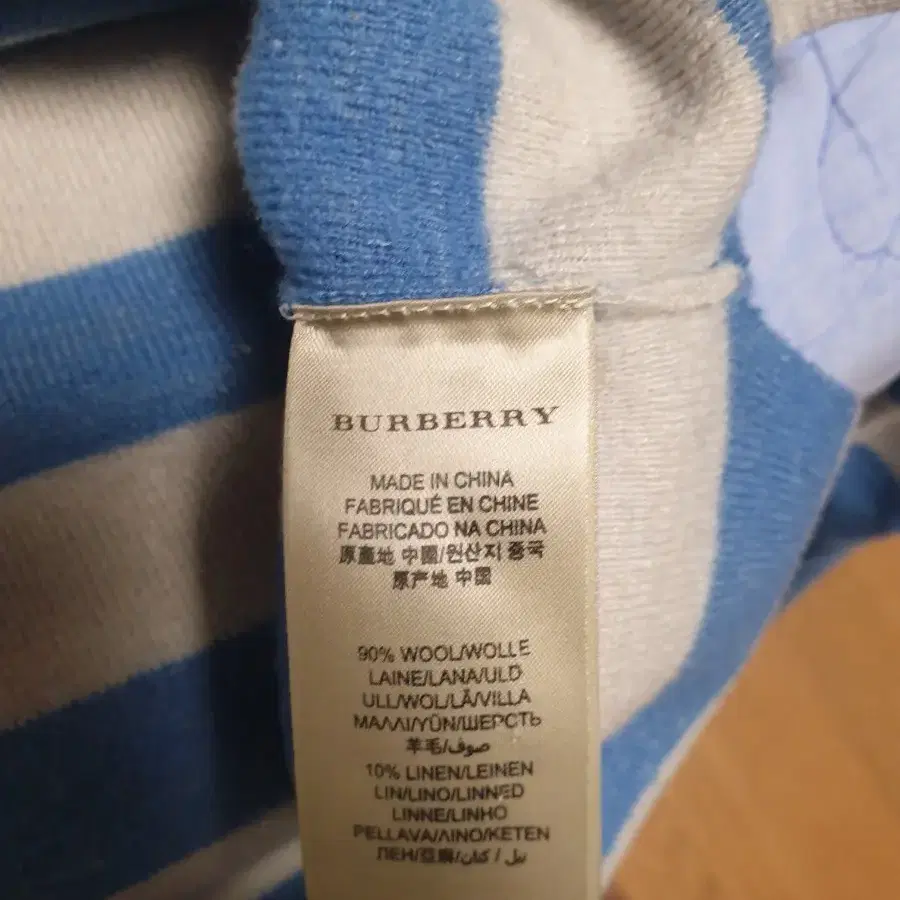 BURBERRY
MADE IN CHINA
FABRIQUÉ EN CHINE
FABRICADO NA CHINA
原產地 中國/원산지 중국
原产地 中国
90% WOOL/WOLLE
LAINE/LANA/ULD
ULL/WOL/LÃ/VILLA
ΜΑΛΛΙ/YÜN/ШЕРСТЬ
羊毛/صوف
10% LINEN/LEINEN
LIN/LINO/LINNED
LINNE/LINHO
PELLAVA/ΛΙΝΟ/KETEN
ЛЕН/亞麻/كتان / تيل